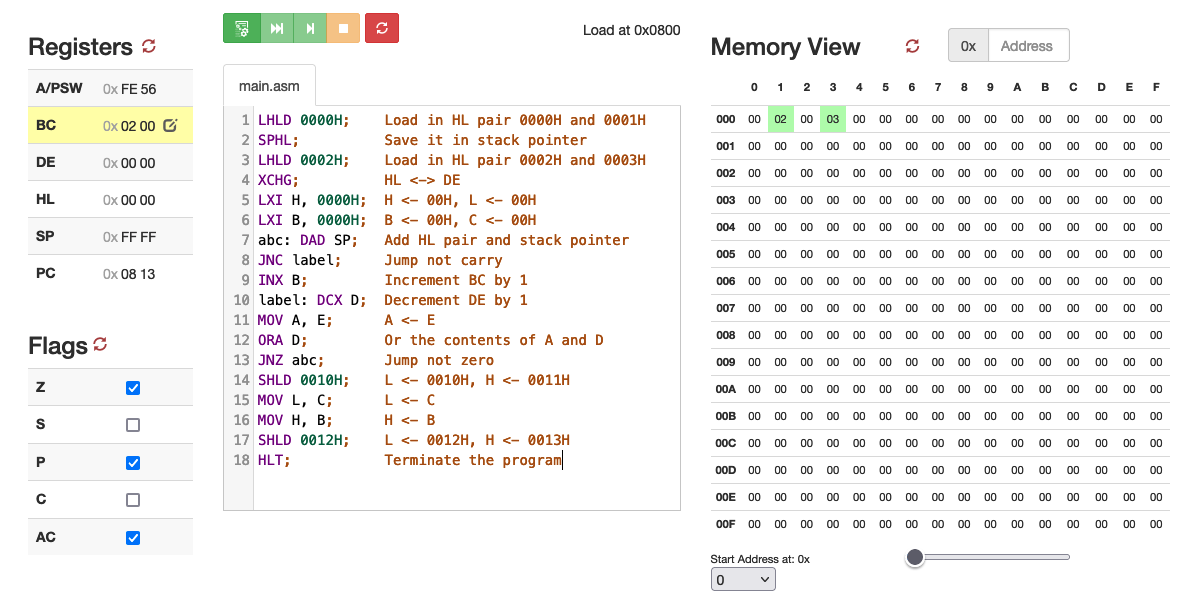 Registers
A/PSW 0x FE 56
BC 0x 02 00
DE 0x 00 00
HL 0x 00 00
SP 0x FF FF
PC 0x 08 13
Flags
Z
S
P
C
AC
Load at 0x0800
main.asm
1 LHLD 0000H; Load in HL pair 0000H and 0001H
2 SPHL; Save it in stack pointer
3 LHLD 0002H; Load in HL pair 0002H and 0003H
4 XCHG; HL <-> DE
5 LXI H, 0000H; H <- 00H, L <- 00H
6 LXI B, 0000H; B <- 00H, C <- 00H
7 abc: DAD SP; Add HL pair and stack pointer
8 JNC label; Jump not carry
9 INX B; Increment BC by 1
10 label: DCX D; Decrement DE by 1
11 MOV A, E; A <- E
12 ORA D; Or the contents of A and D
13 JNZ abc; Jump not zero
14 SHLD 0010H; L <- 0010H, H <- 0011H
15 MOV L, C; L <- C
16 MOV H, B; H <- B
17 SHLD 0012H; L <- 0012H, H <- 0013H
18 HLT; Terminate the program
Memory View
0x Address
0 1 2 3 4 5 6 7 8 9 A B C D E F
000 00 02 00 03 00 00 00 00 00 00 00 00 00 00 00 00
001 00 00 00 00 00 00 00 00 00 00 00 00 00 00 00 00
002 00 00 00 00 00 00 00 00 00 00 00 00 00 00 00 00
003 00 00 00 00 00 00 00 00 00 00 00 00 00 00 00 00
004 00 00 00 00 00 00 00 00 00 00 00 00 00 00 00 00
005 00 00 00 00 00 00 00 00 00 00 00 00 00 00 00 00
006 00 00 00 00 00 00 00 00 00 00 00 00 00 00 00 00
007 00 00 00 00 00 00 00 00 00 00 00 00 00 00 00 00
008 00 00 00 00 00 00 00 00 00 00 00 00 00 00 00 00
009 00 00 00 00 00 00 00 00 00 00 00 00 00 00 00 00
00A 00 00 00 00 00 00 00 00 00 00 00 00 00 00 00 00
00B 00 00 00 00 00 00 00 00 00 00 00 00 00 00 00 00
00C 00 00 00 00 00 00 00 00 00 00 00 00 00 00 00 00
00D 00 00 00 00 00 00 00 00 00 00 00 00 00 00 00 00
00E 00 00 00 00 00 00 00 00 00 00 00 00 00 00 00 00
00F 00 00 00 00 00 00 00 00 00 00 00 00 00 00 00 00
Start Address at: 0x
0